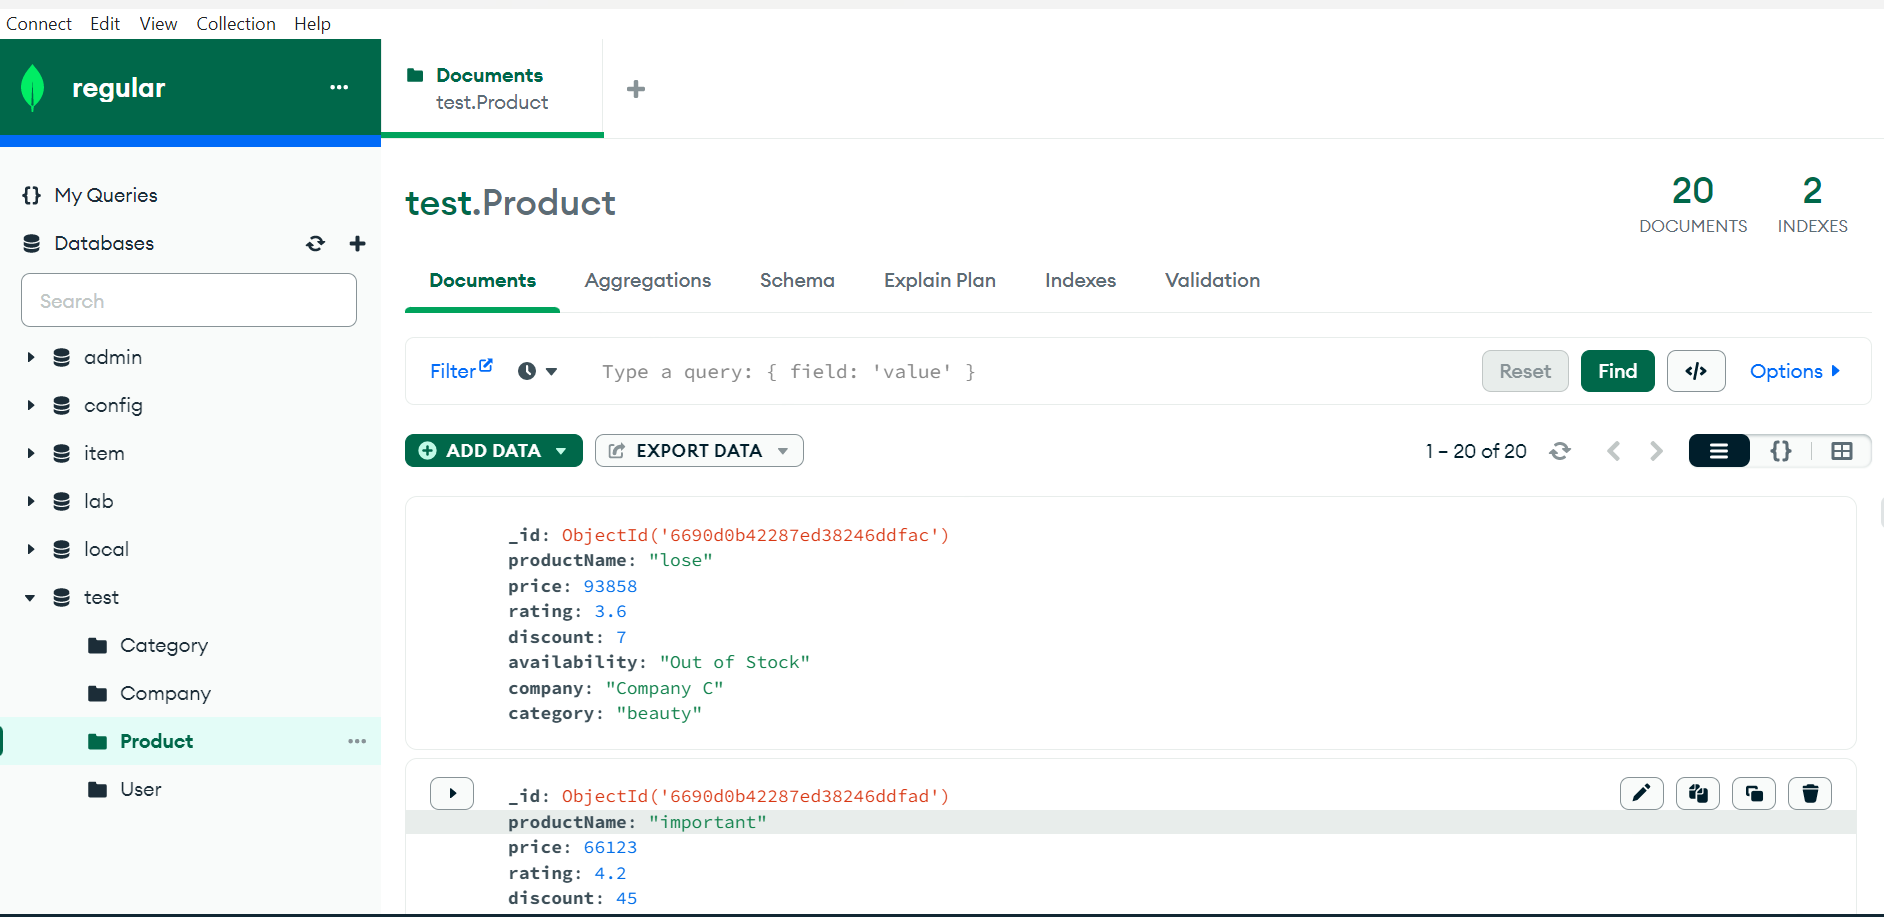 Connect Edit View Collection Help
regular ...
Documents
test.Product
+
{} My Queries
Databases
Search
admin
config
item
lab
local
test
Category
Company
Product ...
User
test.Product
20
DOCUMENTS
2
INDEXES
Documents Aggregations Schema Explain Plan Indexes Validation
Filter Type a query: { field: 'value' } Reset Find </> Options
ADD DATA EXPORT DATA 1 – 20 of 20 {}
_id: ObjectId('6690d0b42287ed38246ddfac')
productName: "lose"
price: 93858
rating: 3.6
discount: 7
availability: "Out of Stock"
company: "Company C"
category: "beauty"
_id: ObjectId('6690d0b42287ed38246ddfad')
productName: "important"
price: 66123
rating: 4.2
discount: 45